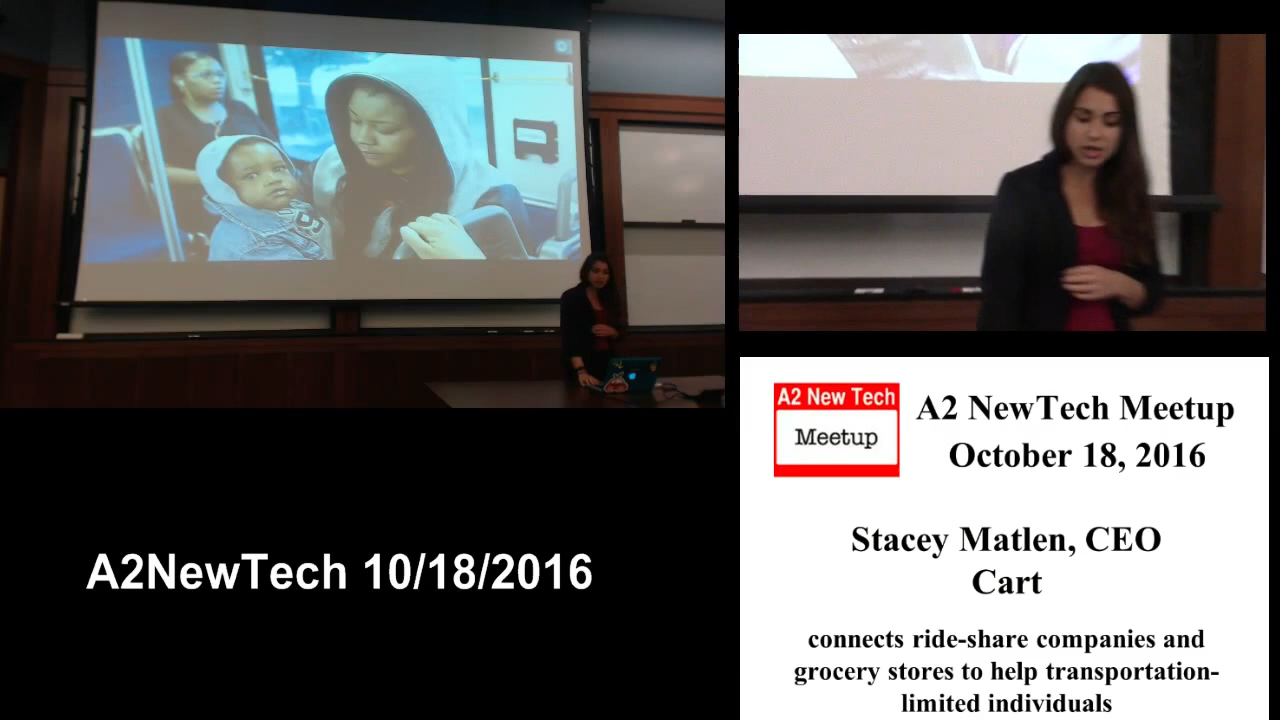 A2 New Tech
Meetup
A2 NewTech Meetup
October 18, 2016
Stacey Matlen, CEO
Cart
connects ride-share companies and
grocery stores to help transportation-
limited individuals
A2NewTech 10/18/2016